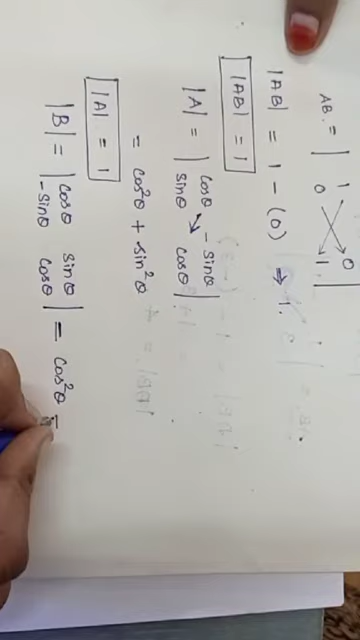 AB. = | 1 0
0 1 |
|AB| = 1 - (0) → 1.
|AB| = 1
|A| = | cosθ -sinθ
sinθ cosθ |
= cos²θ + sin²θ
|A| = 1
|B| = | cosθ sinθ
-sinθ cosθ | = cos²θ -